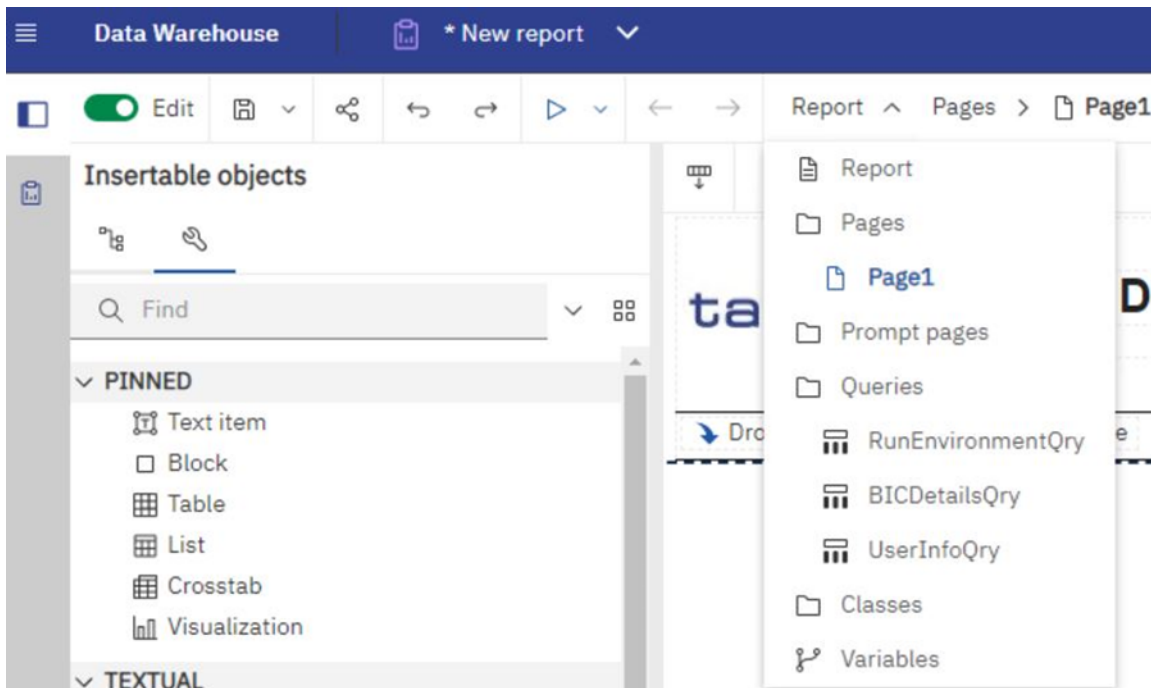 Data Warehouse
* New report
Edit
Report
Pages > Page1
Insertable objects
Find
PINNED
Text item
Block
Table
List
Crosstab
Visualization
TEXTUAL
Report
Pages
Page1
Prompt pages
Queries
RunEnvironmentQry
BICDetailsQry
UserInfoQry
Classes
Variables
ta
D
Dro
e